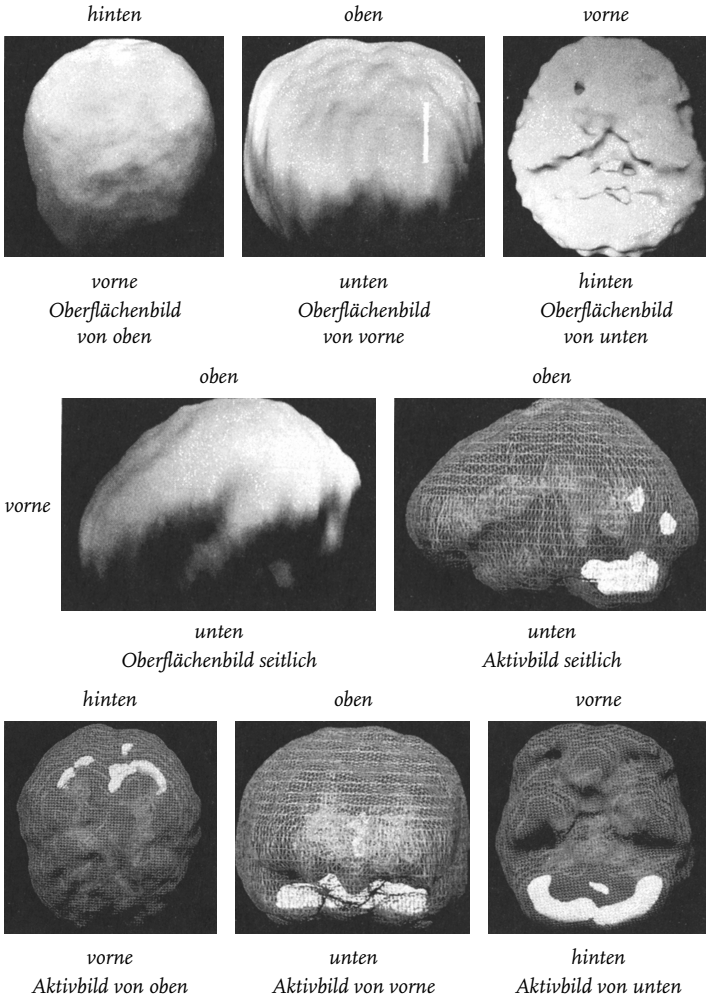 hinten
oben
vorne
vorne
Oberflächenbild
von oben
unten
Oberflächenbild
von vorne
hinten
Oberflächenbild
von unten
oben
oben
vorne
unten
Oberflächenbild seitlich
unten
Aktivbild seitlich
hinten
oben
vorne
vorne
Aktivbild von oben
unten
Aktivbild von vorne
hinten
Aktivbild von unten